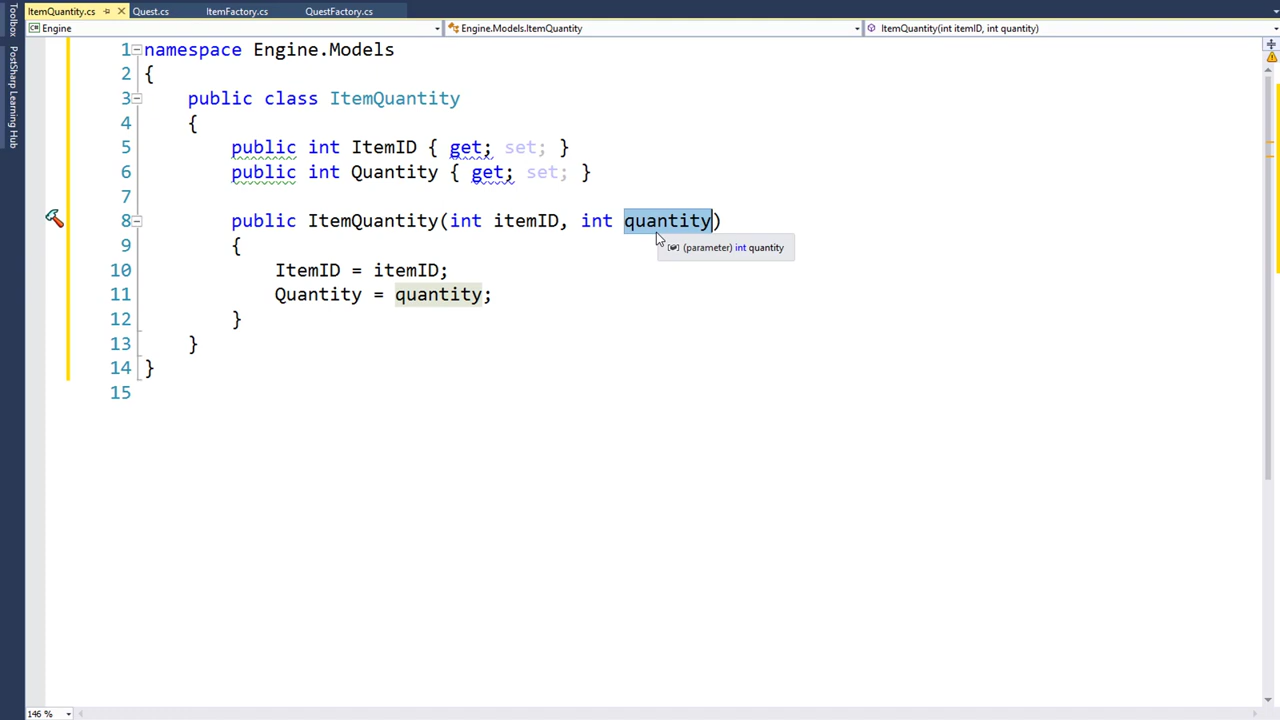 Toolbox
PostSharp Learning Hub
ItemQuantity.cs Quest.cs ItemFactory.cs QuestFactory.cs
Engine Engine.Models.ItemQuantity ItemQuantity(int itemID, int quantity)
1 namespace Engine.Models
2 {
3 public class ItemQuantity
4 {
5 public int ItemID { get; set; }
6 public int Quantity { get; set; }
7
8 public ItemQuantity(int itemID, int quantity)
9 {
(parameter) int quantity
10 ItemID = itemID;
11 Quantity = quantity;
12 }
13 }
14 }
15
146 %